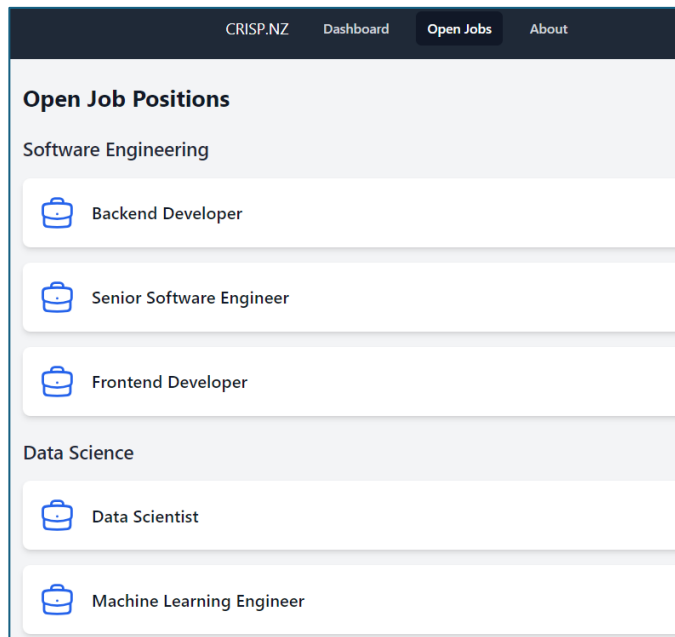 CRISP.NZ Dashboard Open Jobs About
Open Job Positions
Software Engineering
Backend Developer
Senior Software Engineer
Frontend Developer
Data Science
Data Scientist
Machine Learning Engineer